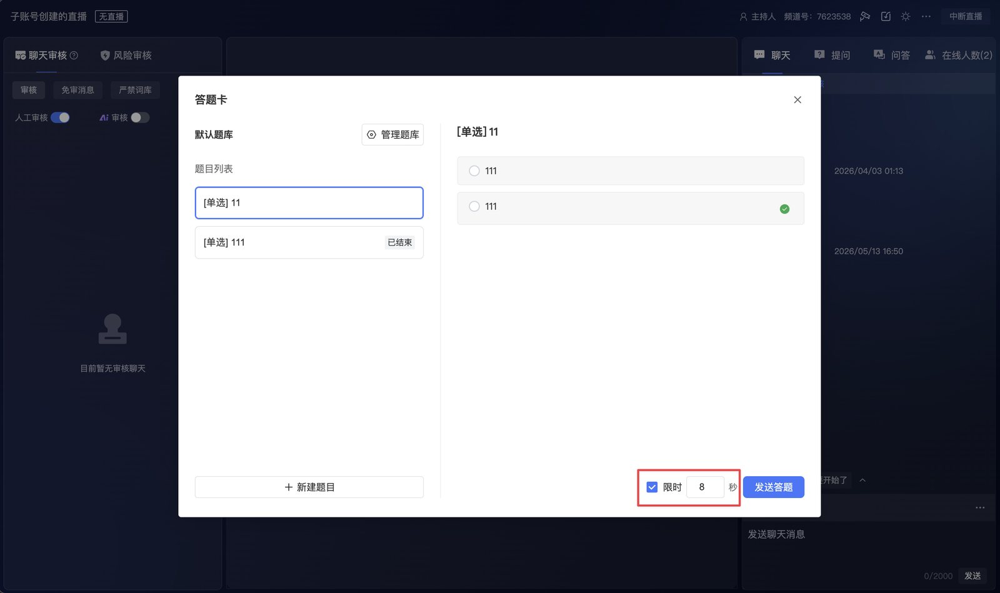 子账号创建的直播 无直播
主持人 频道号：7623538 中断直播
聊天审核 风险审核
审核 免审消息 严禁词库
人工审核 Ai 审核
目前暂无审核聊天
答题卡
默认题库 管理题库
题目列表
[单选] 11
[单选] 111 已结束
新建题目
[单选] 11
111
111
限时 8 秒 发送答题
聊天 提问 问答 在线人数(2)
2026/04/03 01:13
2026/05/13 16:50
开始了
发送聊天消息
0/2000 发送